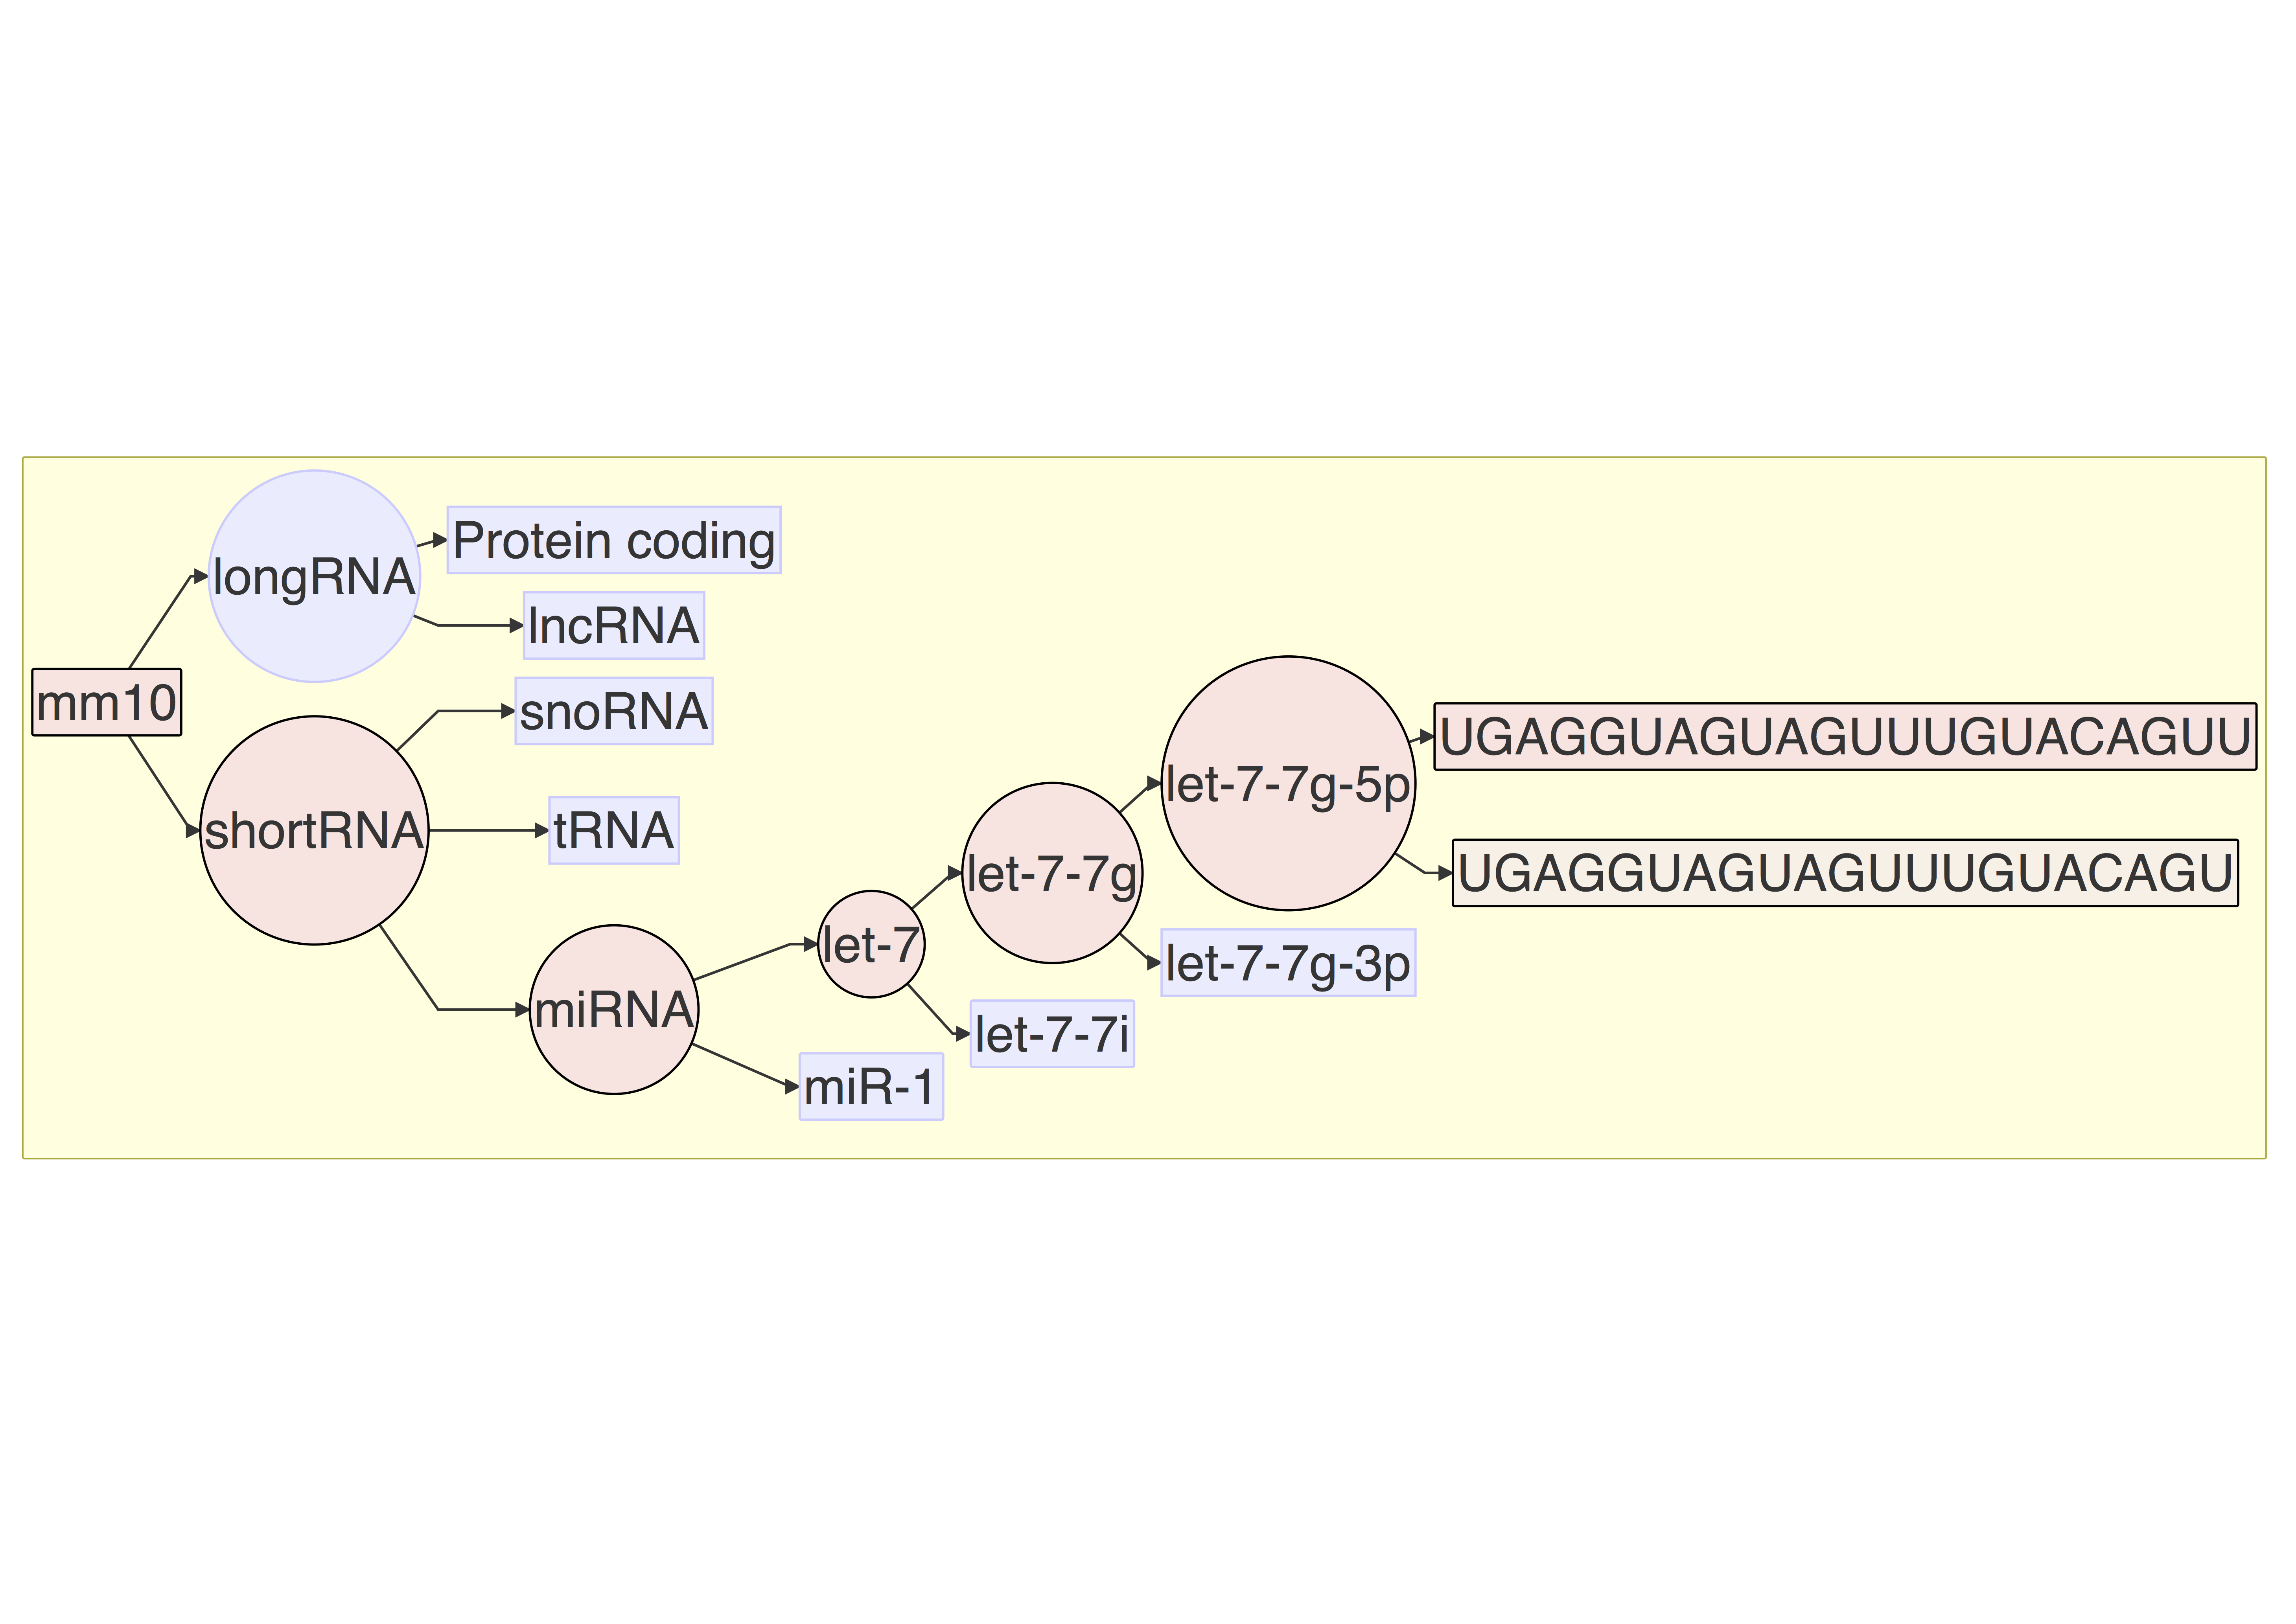 mm10
longRNA
Protein coding
lncRNA
shortRNA
snoRNA
tRNA
miRNA
let-7
miR-1
let-7-7g
let-7-7i
let-7-7g-5p
let-7-7g-3p
UGAGGUAGUAGUUUGUACAGUU
UGAGGUAGUAGUUUGUACAGU